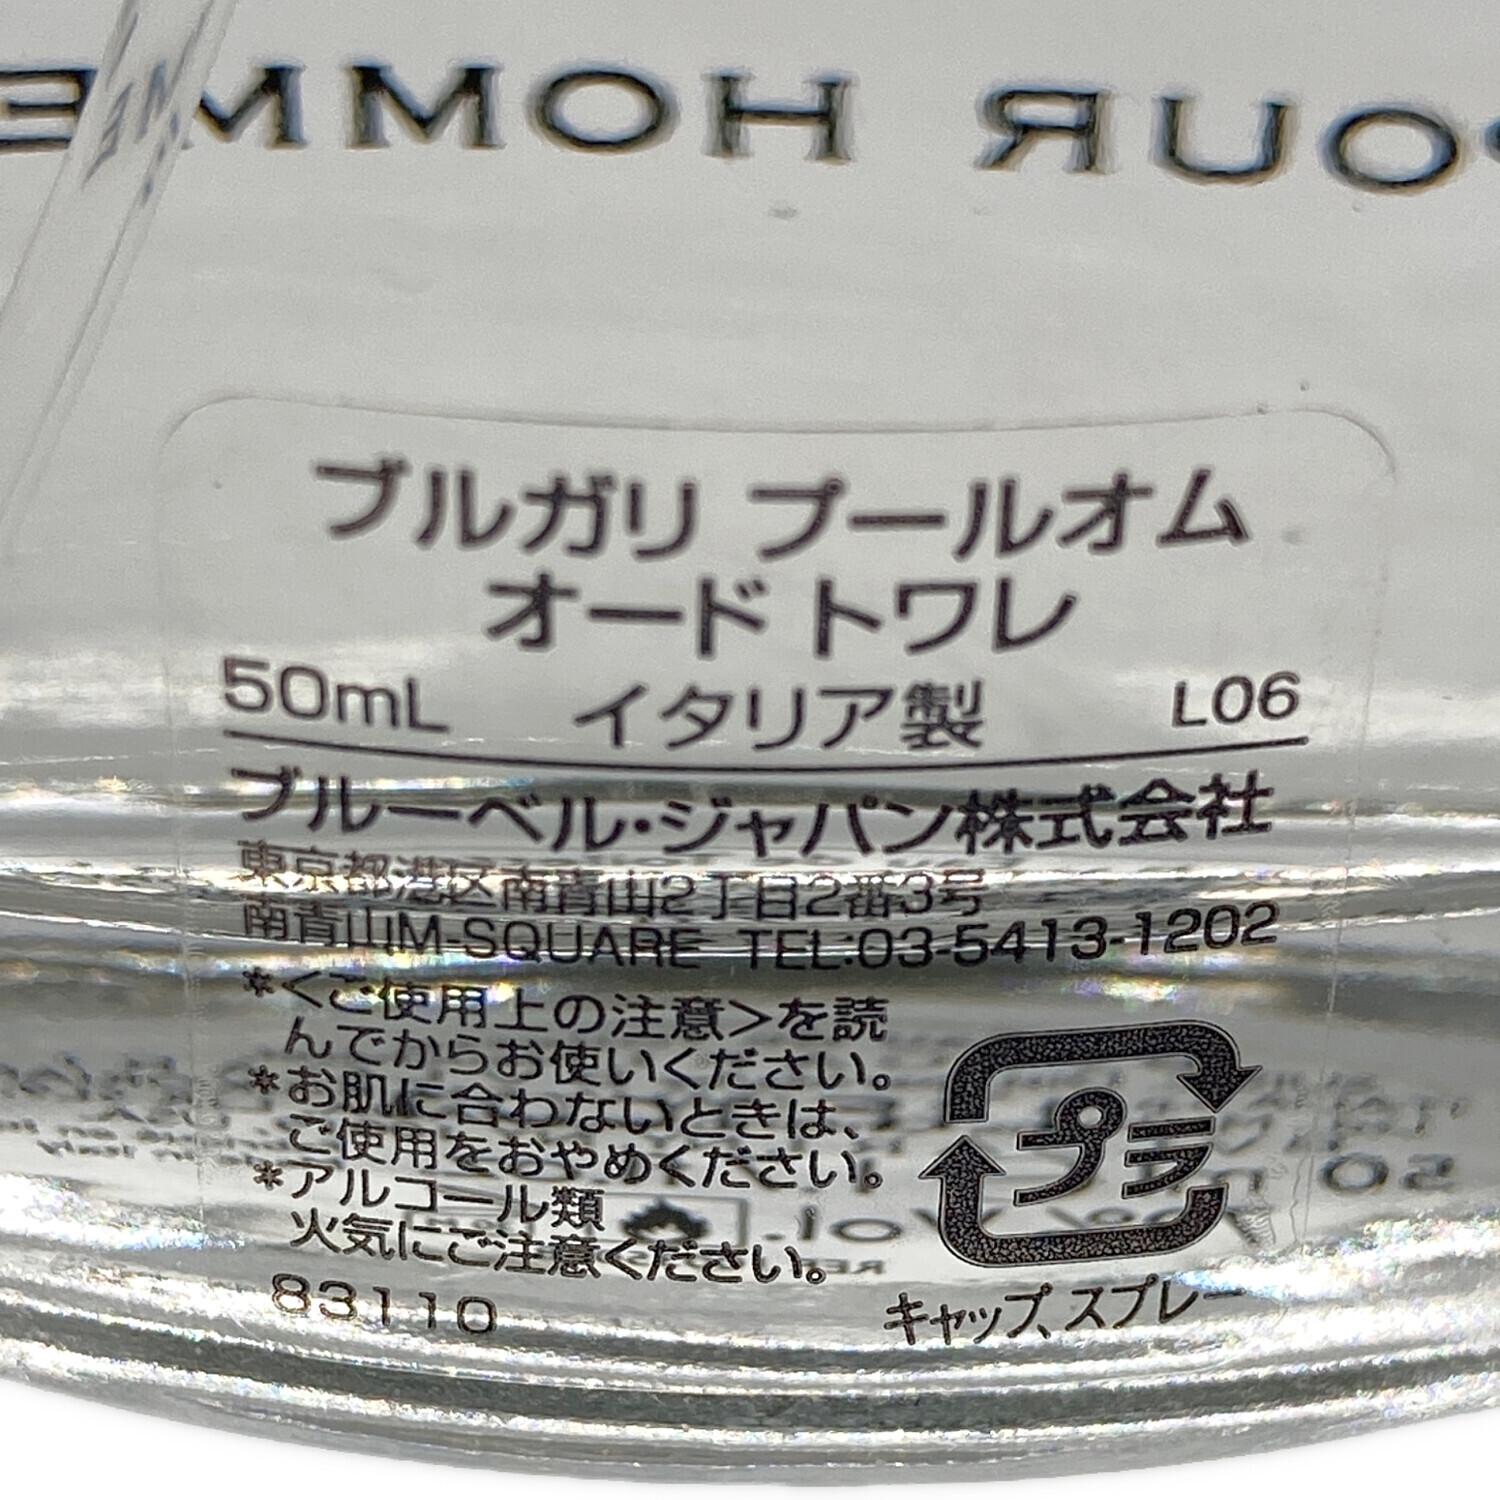 POUR HOMME
ブルガリ プールオム
オード トワレ
50mL イタリア製 L06
ブルーベル・ジャパン株式会社
東京都港区南青山2丁目2番3号
南青山M-SQUARE TEL:03-5413-1202
*<ご使用上の注意>を読
んでからお使いください。
*お肌に合わないときは、
ご使用をおやめください。
*アルコール類
火気にご注意ください。
83110
プラ
キャップ、スプレー